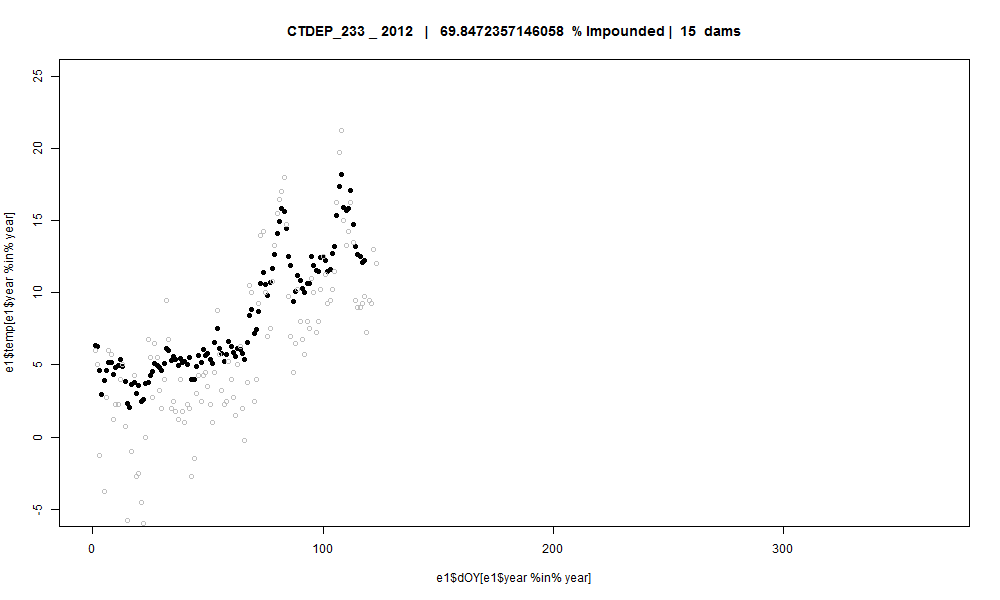 CTDEP_233 _ 2012 | 69.8472357146058 % Impounded | 15 dams
25
20
15
10
5
0
-5
e1$temp[e1$year %in% year]
0 100 200 300
e1$dOY[e1$year %in% year]